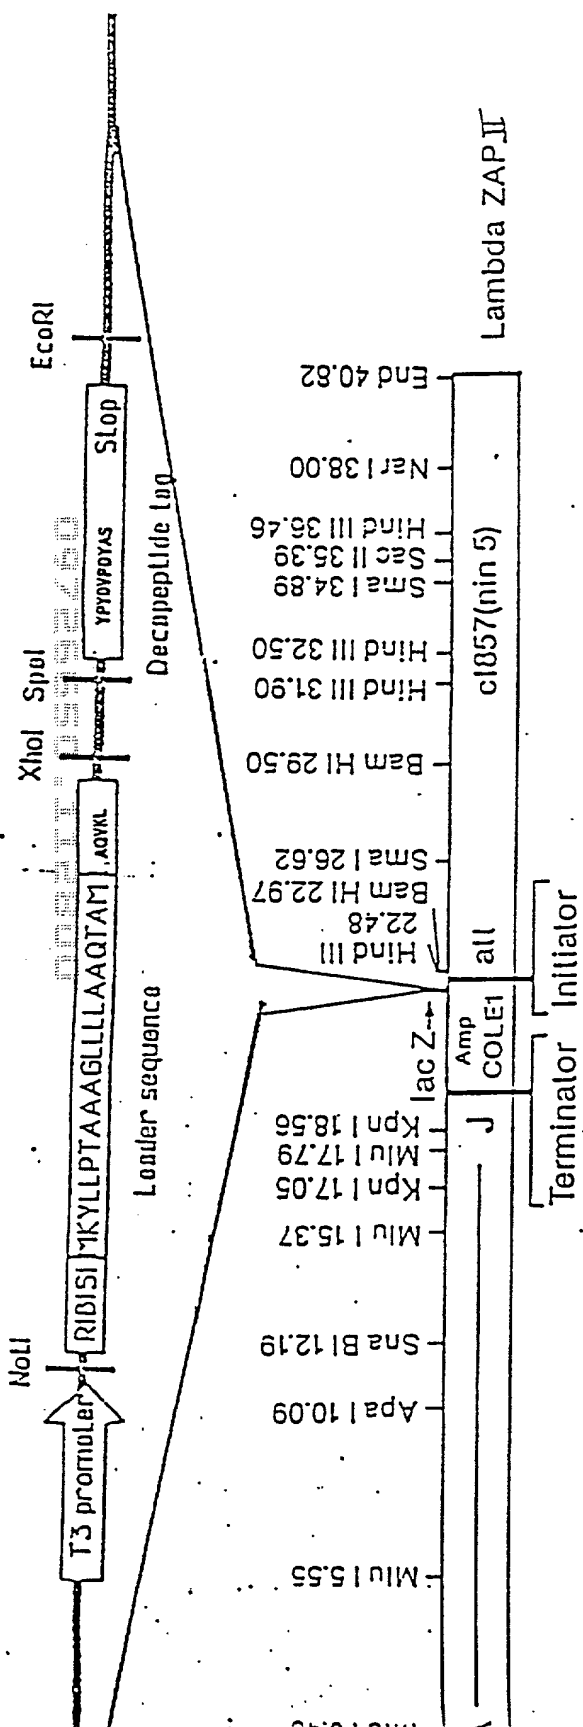 T3 promoter
NotI
RIBISI
MKYLLPTAAAGLLLLAAQTAM
AQVKL
Leader sequence
XhoI
SpeI
YPYDVPDYAS
Stop
Decapeptide tag
EcoRI
Mlu I 5.55
Apa I 10.09
Sna BI 12.19
Mlu I 15.37
Kpn I 17.05
Mlu I 17.79
Kpn I 18.56
lac Z
Hind III
22.48
Bam HI 22.97
Sma I 26.62
Bam HI 29.50
Hind III 31.90
Hind III 32.50
Sma I 34.89
Sac II 35.39
Hind III 36.46
Nar I 38.00
End 40.82
J
Amp
COLE1
att
cI857(nin 5)
Terminator
Initiator
Lambda ZAP II